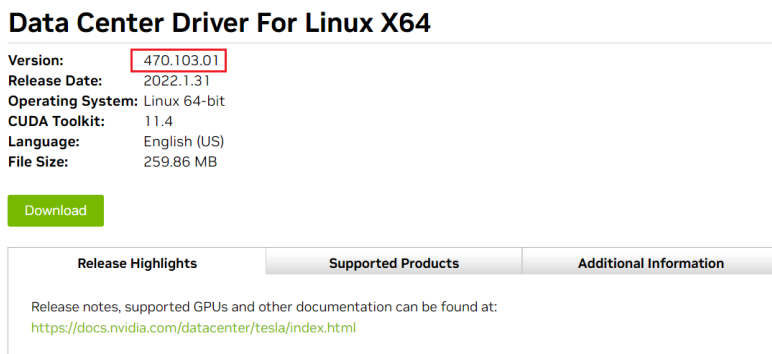 Data Center Driver For Linux X64
Version: 470.103.01
Release Date: 2022.1.31
Operating System: Linux 64-bit
CUDA Toolkit: 11.4
Language: English (US)
File Size: 259.86 MB
Download
Release Highlights Supported Products Additional Information
Release notes, supported GPUs and other documentation can be found at:
https://docs.nvidia.com/datacenter/tesla/index.html